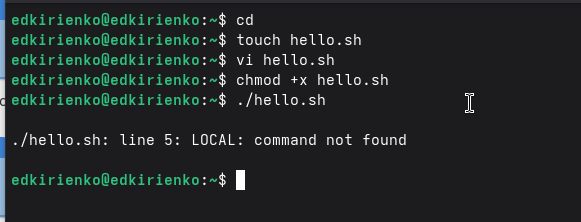 edkirienko@edkirienko:~$ cd
edkirienko@edkirienko:~$ touch hello.sh
edkirienko@edkirienko:~$ vi hello.sh
edkirienko@edkirienko:~$ chmod +x hello.sh
edkirienko@edkirienko:~$ ./hello.sh
./hello.sh: line 5: LOCAL: command not found
edkirienko@edkirienko:~$